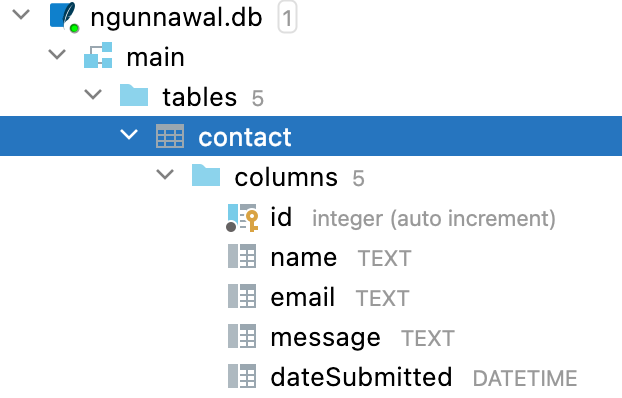 ngunnawal.db 1
main
tables 5
contact
columns 5
id integer (auto increment)
name TEXT
email TEXT
message TEXT
dateSubmitted DATETIME